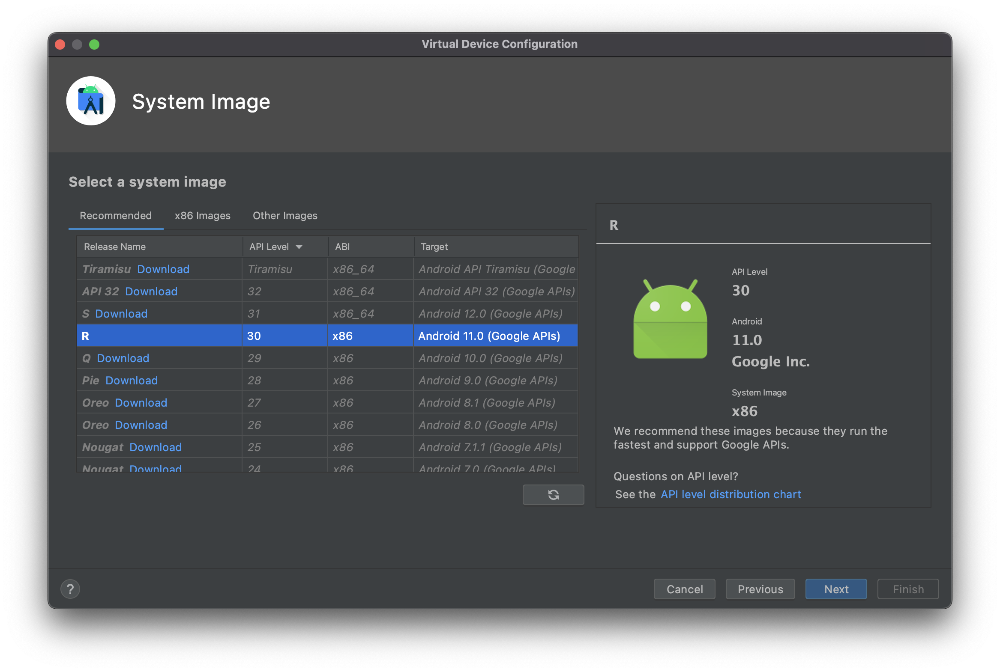 Virtual Device Configuration
System Image
Select a system image
Recommended x86 Images Other Images
Release Name API Level ABI Target
Tiramisu Download Tiramisu x86_64 Android API Tiramisu (Google
API 32 Download 32 x86_64 Android API 32 (Google APIs)
S Download 31 x86_64 Android 12.0 (Google APIs)
R 30 x86 Android 11.0 (Google APIs)
Q Download 29 x86 Android 10.0 (Google APIs)
Pie Download 28 x86 Android 9.0 (Google APIs)
Oreo Download 27 x86 Android 8.1 (Google APIs)
Oreo Download 26 x86 Android 8.0 (Google APIs)
Nougat Download 25 x86 Android 7.1.1 (Google APIs)
Nougat Download 24 x86 Android 7.0 (Google APIs)
R
API Level
30
Android
11.0
Google Inc.
System Image
x86
We recommend these images because they run the
fastest and support Google APIs.
Questions on API level?
See the API level distribution chart
? Cancel Previous Next Finish